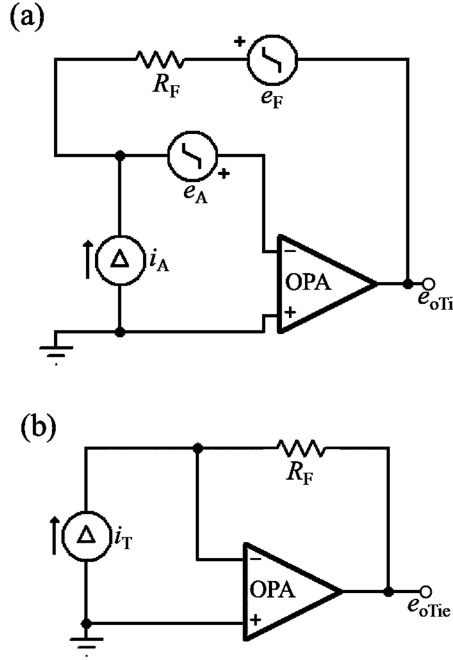 (a)
+
R_F
e_F
e_A
+
Δ
i_A
−
OPA
+
e_oTi
(b)
R_F
Δ
i_T
−
OPA
+
e_oTie